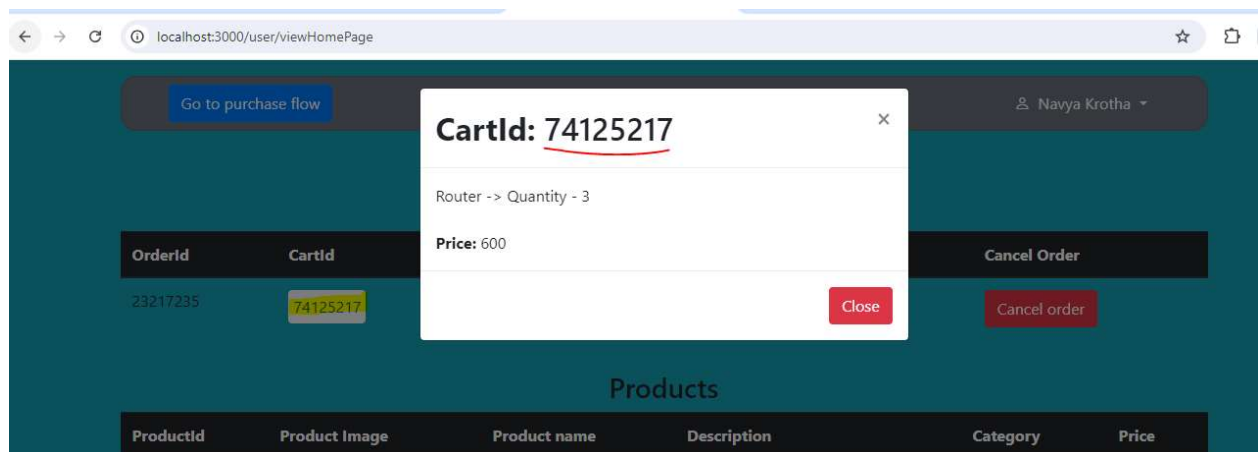 localhost:3000/user/viewHomePage
Go to purchase flow
Navya Krotha
CartId: 74125217
×
Router -> Quantity - 3
Price: 600
OrderId CartId Cancel Order
23217235 74125217 Cancel order
Close
Products
ProductId Product Image Product name Description Category Price